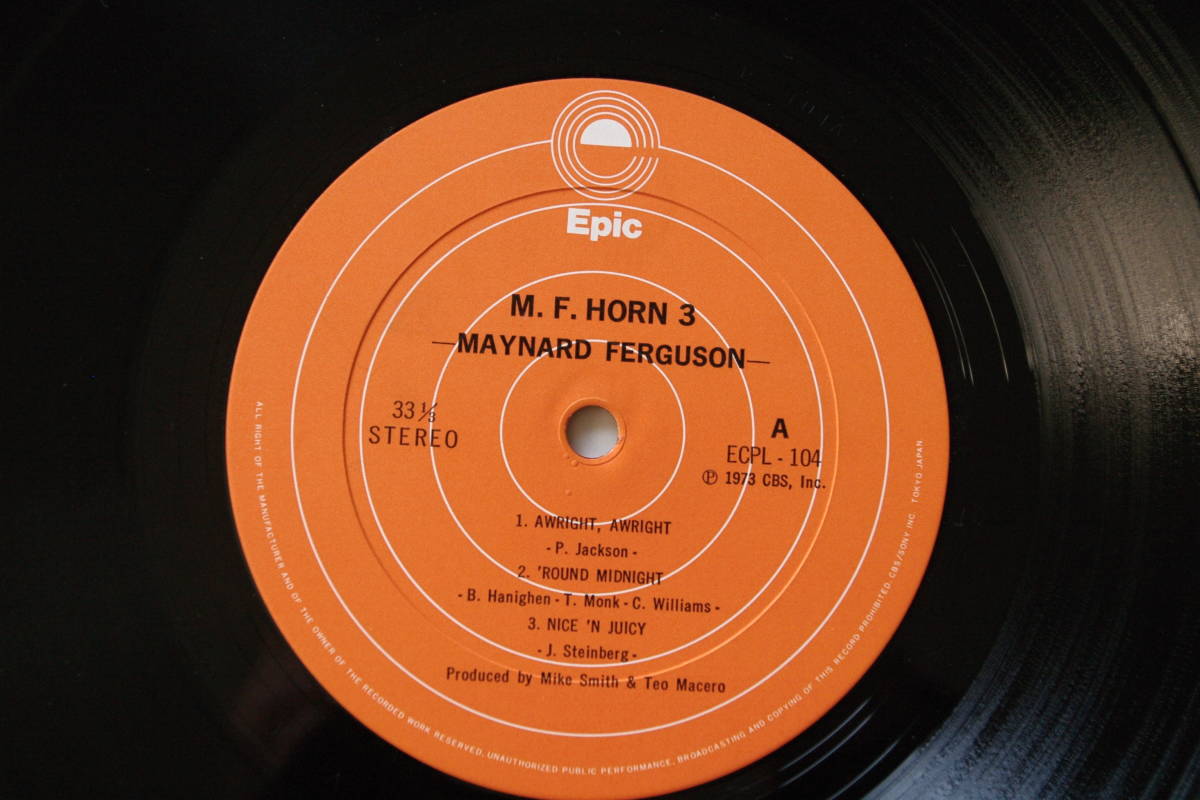 Epic
M. F. HORN 3
—MAYNARD FERGUSON—
33 ⅓
STEREO
A
ECPL - 104
Ⓟ 1973 CBS, Inc.
1. AWRIGHT, AWRIGHT
- P. Jackson -
2. 'ROUND MIDNIGHT
- B. Hanighen - T. Monk - C. Williams -
3. NICE 'N JUICY
- J. Steinberg -
Produced by Mike Smith & Teo Macero
ALL RIGHT OF THE MANUFACTURER AND OF THE OWNER OF THE RECORDED WORK RESERVED. UNAUTHORIZED PUBLIC PERFORMANCE, BROADCASTING AND COPYING OF THIS RECORD PROHIBITED. CBS/SONY INC. TOKYO JAPAN.